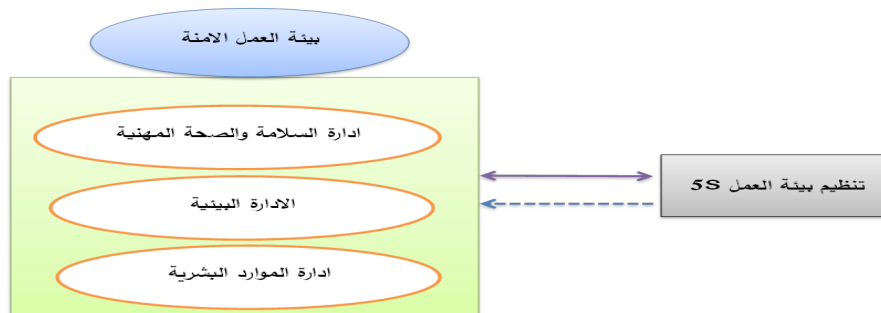 بيئة العمل الامنة
ادارة السلامة والصحة المهنية
الادارة البيئية
ادارة الموارد البشرية
تنظيم بيئة العمل 5S